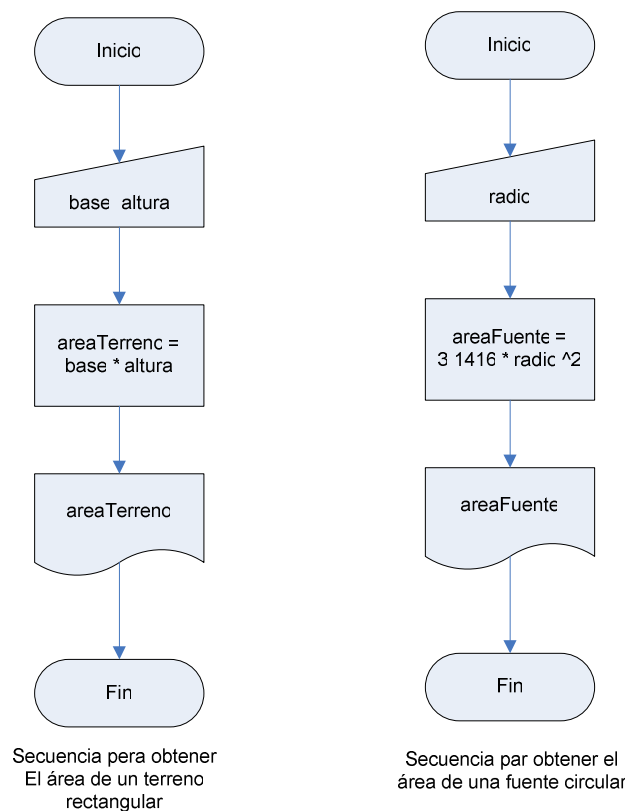 Inicio
base altura
areaTerreno =
base * altura
areaTerreno
Fin
Secuencia pera obtener
El área de un terreno
rectangular
Inicio
radio
areaFuente =
3 1416 * radio ^2
areaFuente
Fin
Secuencia par obtener el
área de una fuente circular